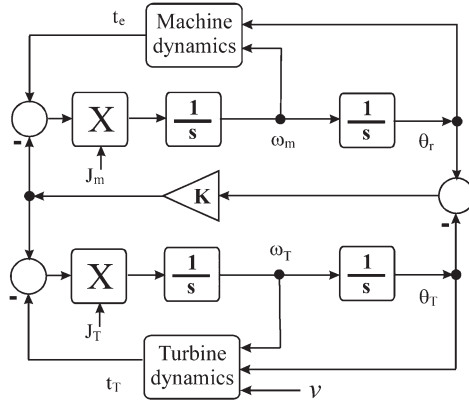 t_e
Machine
dynamics
-
X
1
s
ω_m
1
s
θ_r
J_m
K
-
-
X
1
s
ω_T
1
s
θ_T
J_T
t_T
Turbine
dynamics
ν